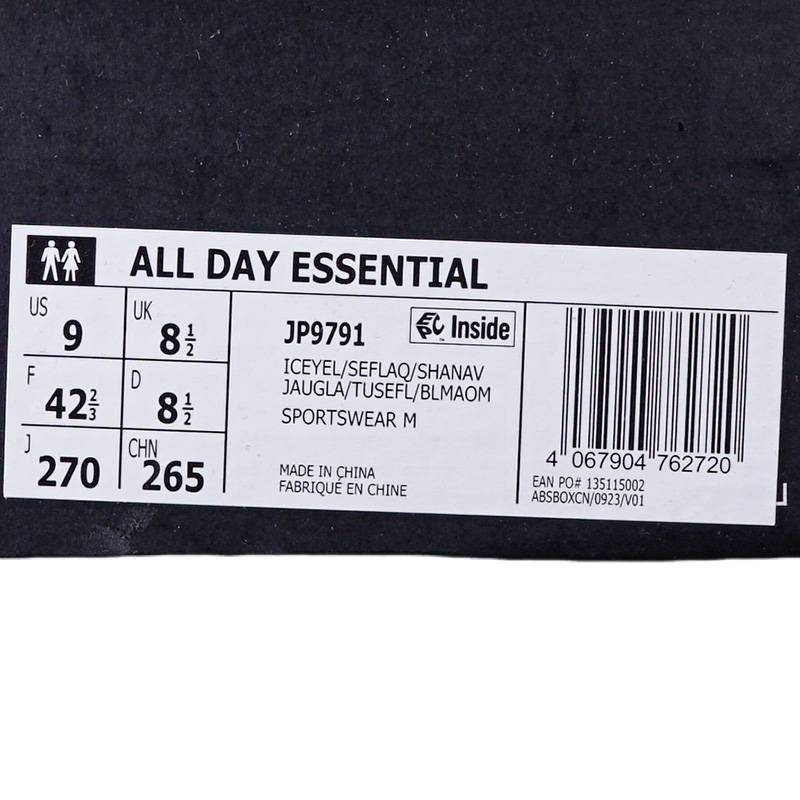 ALL DAY ESSENTIAL
US 9 UK 8 1/2
F 42 2/3 D 8 1/2
J 270 CHN 265
JP9791
Inside
ICEYEL/SEFLAQ/SHANAV
JAUGLA/TUSEFL/BLMAOM
SPORTSWEAR M
MADE IN CHINA
FABRIQUÉ EN CHINE
4 067904 762720
EAN PO# 135115002
ABSBOXCN/0923/V01